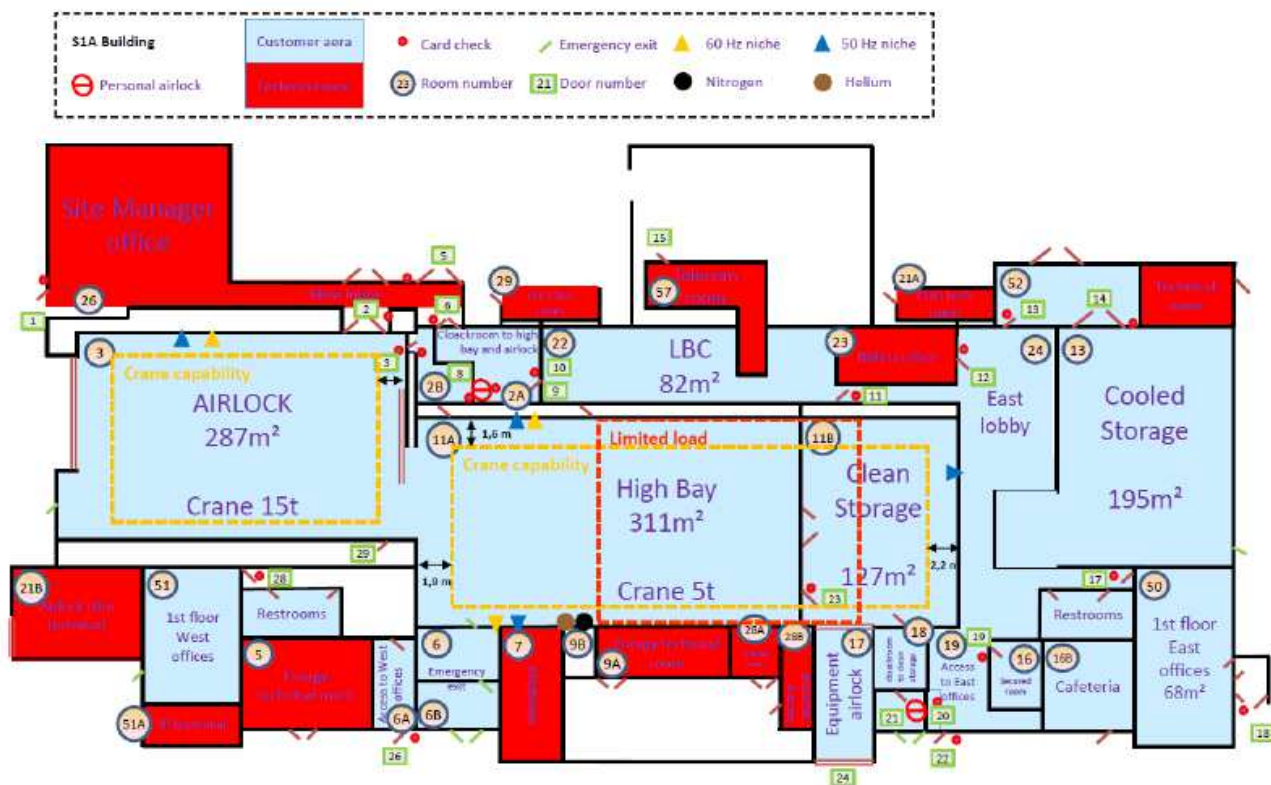 S1A Building
Customer aera
Card check
Emergency exit
60 Hz niche
50 Hz niche
Personal airlock
23
Room number
21
Door number
Nitrogen
Helium
Site Manager
office
15
5
29
57
21A
52
26
13
14
1
2
6
Cloackroom to high
bay and airlock
22
LBC
82m²
23
24
13
3
3
Crane capability
8
10
9
2B
2A
11
12
East
lobby
Cooled
Storage
195m²
AIRLOCK
287m²
Crane 15t
11A
1,6 m
Limited load
11B
Crane capability
High Bay
311m²
Crane 5t
Clean
Storage
127m²
1,9 m
2,2 m
23
29
21B
51
28
Restrooms
1st floor
West
offices
5
Access to West
offices
6A
6
Emergency
exit
6B
7
9B
9A
28A
28B
17
Equipment
airlock
18
19
19
Access
to East
offices
17
Restrooms
16
16B
Cafeteria
50
1st floor
East
offices
68m²
51A
26
21
20
22
24
18